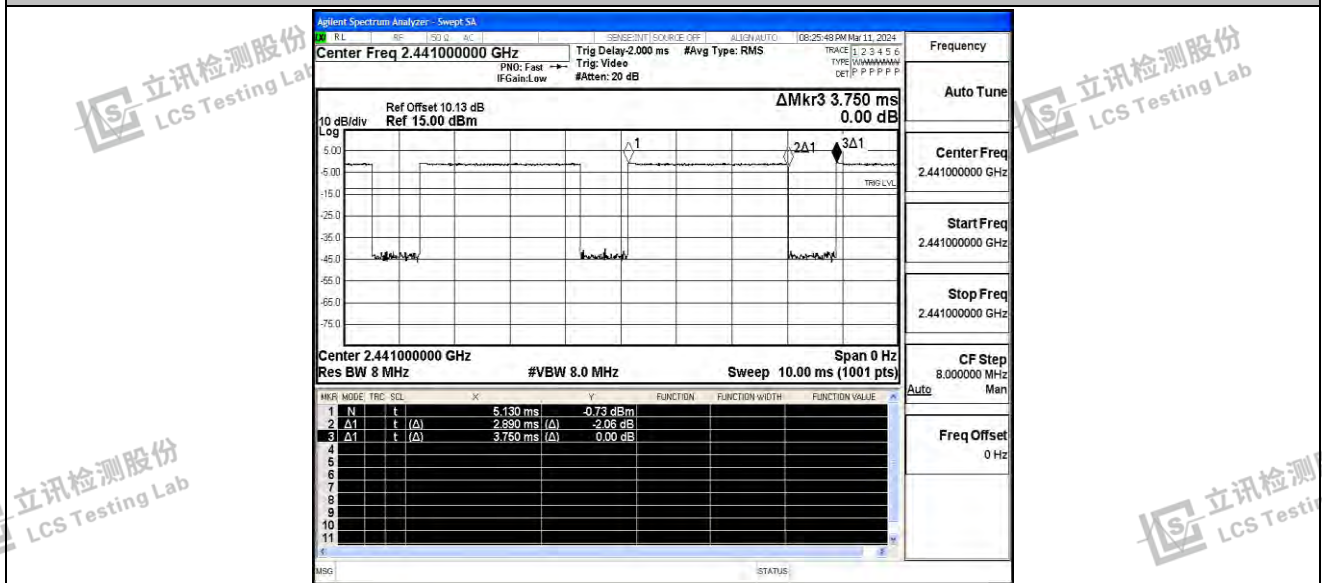 Agilent Spectrum Analyzer - Swept SA
RL RF 50 Ω AC SENSE:INT SOURCE OFF ALIGN AUTO 08:25:48 PM Mar 11, 2024
Center Freq 2.441000000 GHz
PNO: Fast
IFGain:Low
Trig Delay-2.000 ms
Trig: Video
#Atten: 20 dB
#Avg Type: RMS
TRACE 1 2 3 4 5 6
TYPE
DET P P P P P P
Ref Offset 10.13 dB
10 dB/div Ref 15.00 dBm
ΔMkr3 3.750 ms
0.00 dB
Log
1
2Δ1
3Δ1
5.00
-5.00
TRIG LVL
-15.0
-25.0
-35.0
-45.0
-55.0
-65.0
-75.0
Center 2.441000000 GHz Span 0 Hz
Res BW 8 MHz #VBW 8.0 MHz Sweep 10.00 ms (1001 pts)
MKR MODE TRC SCL X Y FUNCTION FUNCTION WIDTH FUNCTION VALUE
1 N t 5.130 ms -0.73 dBm
2 Δ1 t (Δ) 2.890 ms (Δ) -2.06 dB
3 Δ1 t (Δ) 3.750 ms (Δ) 0.00 dB
4
5
6
7
8
9
10
11
MSG STATUS
Frequency
Auto Tune
Center Freq
2.441000000 GHz
Start Freq
2.441000000 GHz
Stop Freq
2.441000000 GHz
CF Step
8.000000 MHz
Auto Man
Freq Offset
0 Hz
立讯检测股份
LCS Testing Lab
立讯检测股份
LCS Testing Lab
立讯检测股份
LCS Testing Lab
立讯检测
LCS Testin